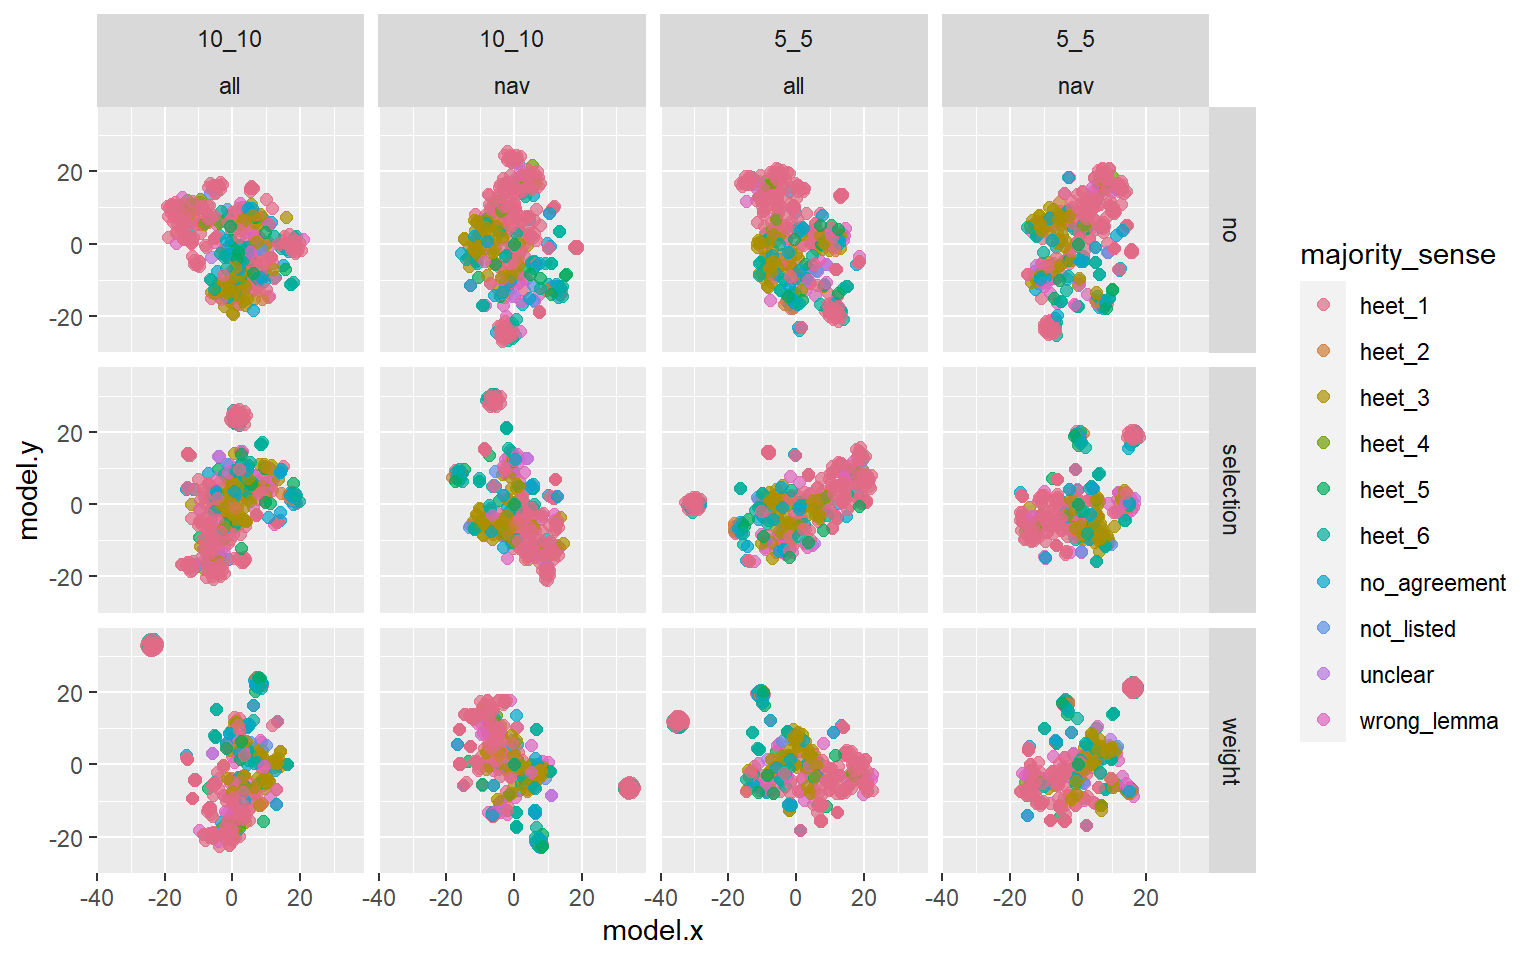 10_10
10_10
5_5
5_5
all
nav
all
nav
no
selection
weight
20
0
-20
20
0
-20
20
0
-20
-40
-20
0
20
-40
-20
0
20
-40
-20
0
20
-40
-20
0
20
model.x
model.y
majority_sense
heet_1
heet_2
heet_3
heet_4
heet_5
heet_6
no_agreement
not_listed
unclear
wrong_lemma